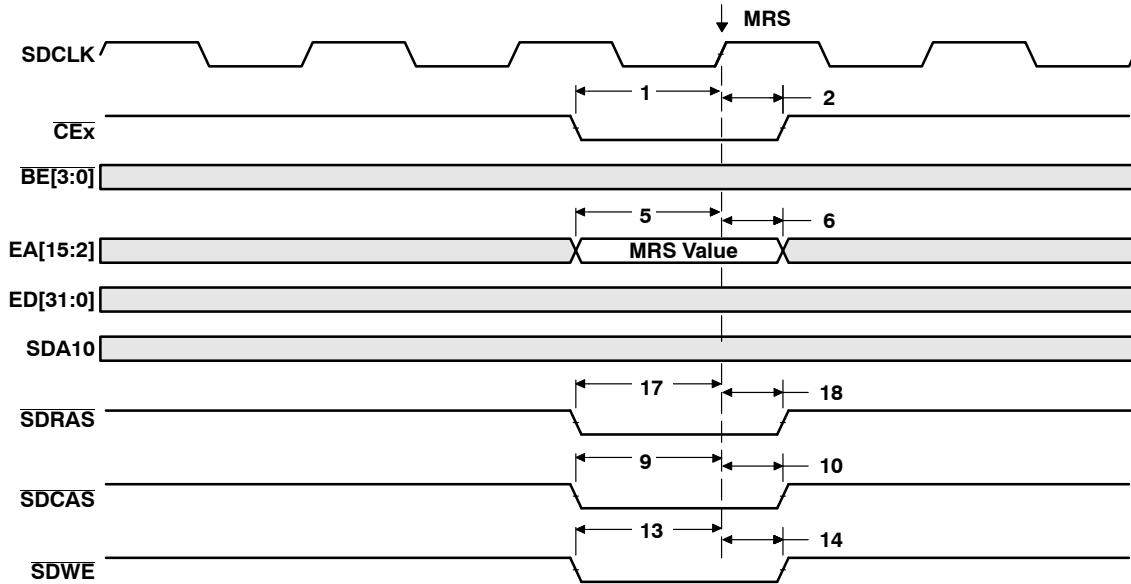 MRS
SDCLK
1 2
CEx
BE[3:0]
5 6
EA[15:2] MRS Value
ED[31:0]
SDA10
17 18
SDRAS
9 10
SDCAS
13 14
SDWE